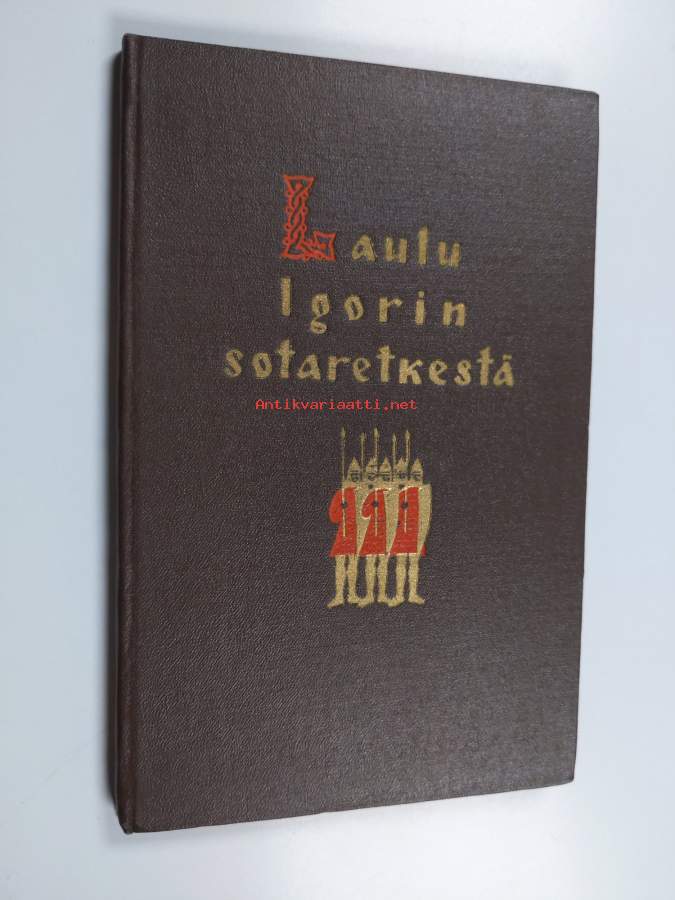 Laulu
Igorin
sotaretkestä
Antikvariaatti.net